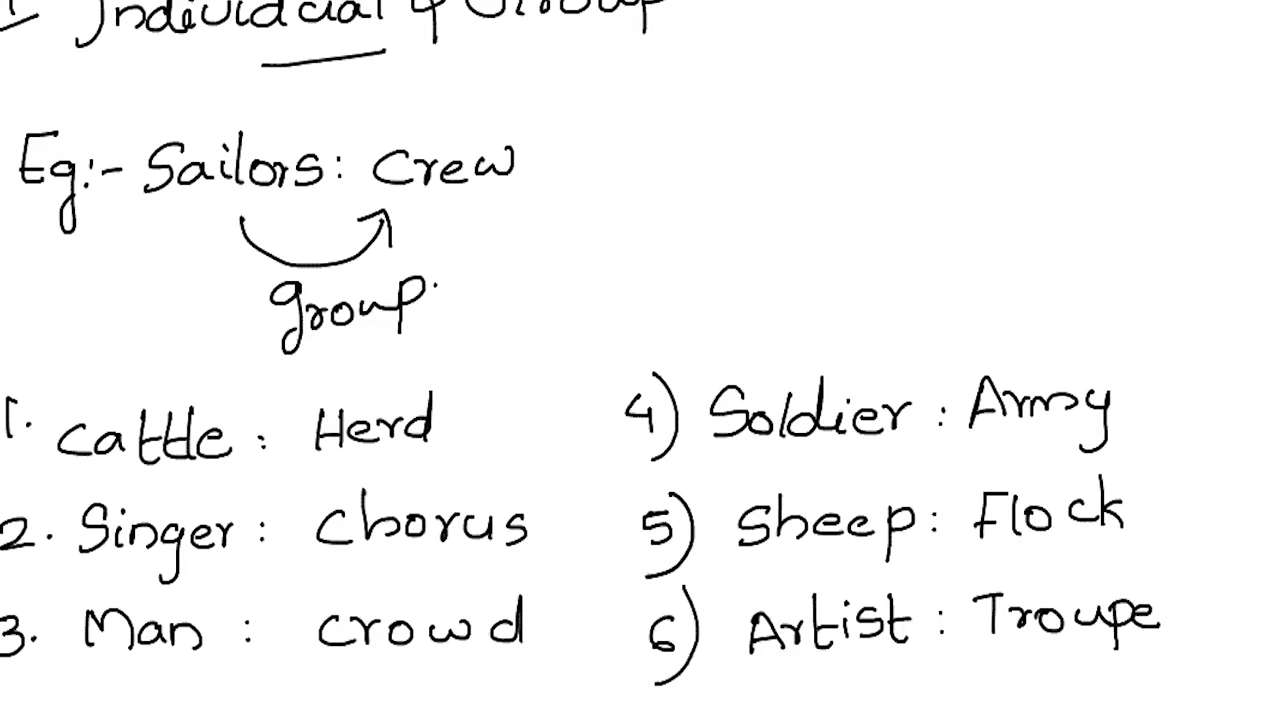 Individual & Group
Eg:- Sailors: Crew
group.
1. Cattle : Herd
2. Singer : Chorus
3. Man : Crowd
4) Soldier : Army
5) Sheep : Flock
6) Artist : Troupe